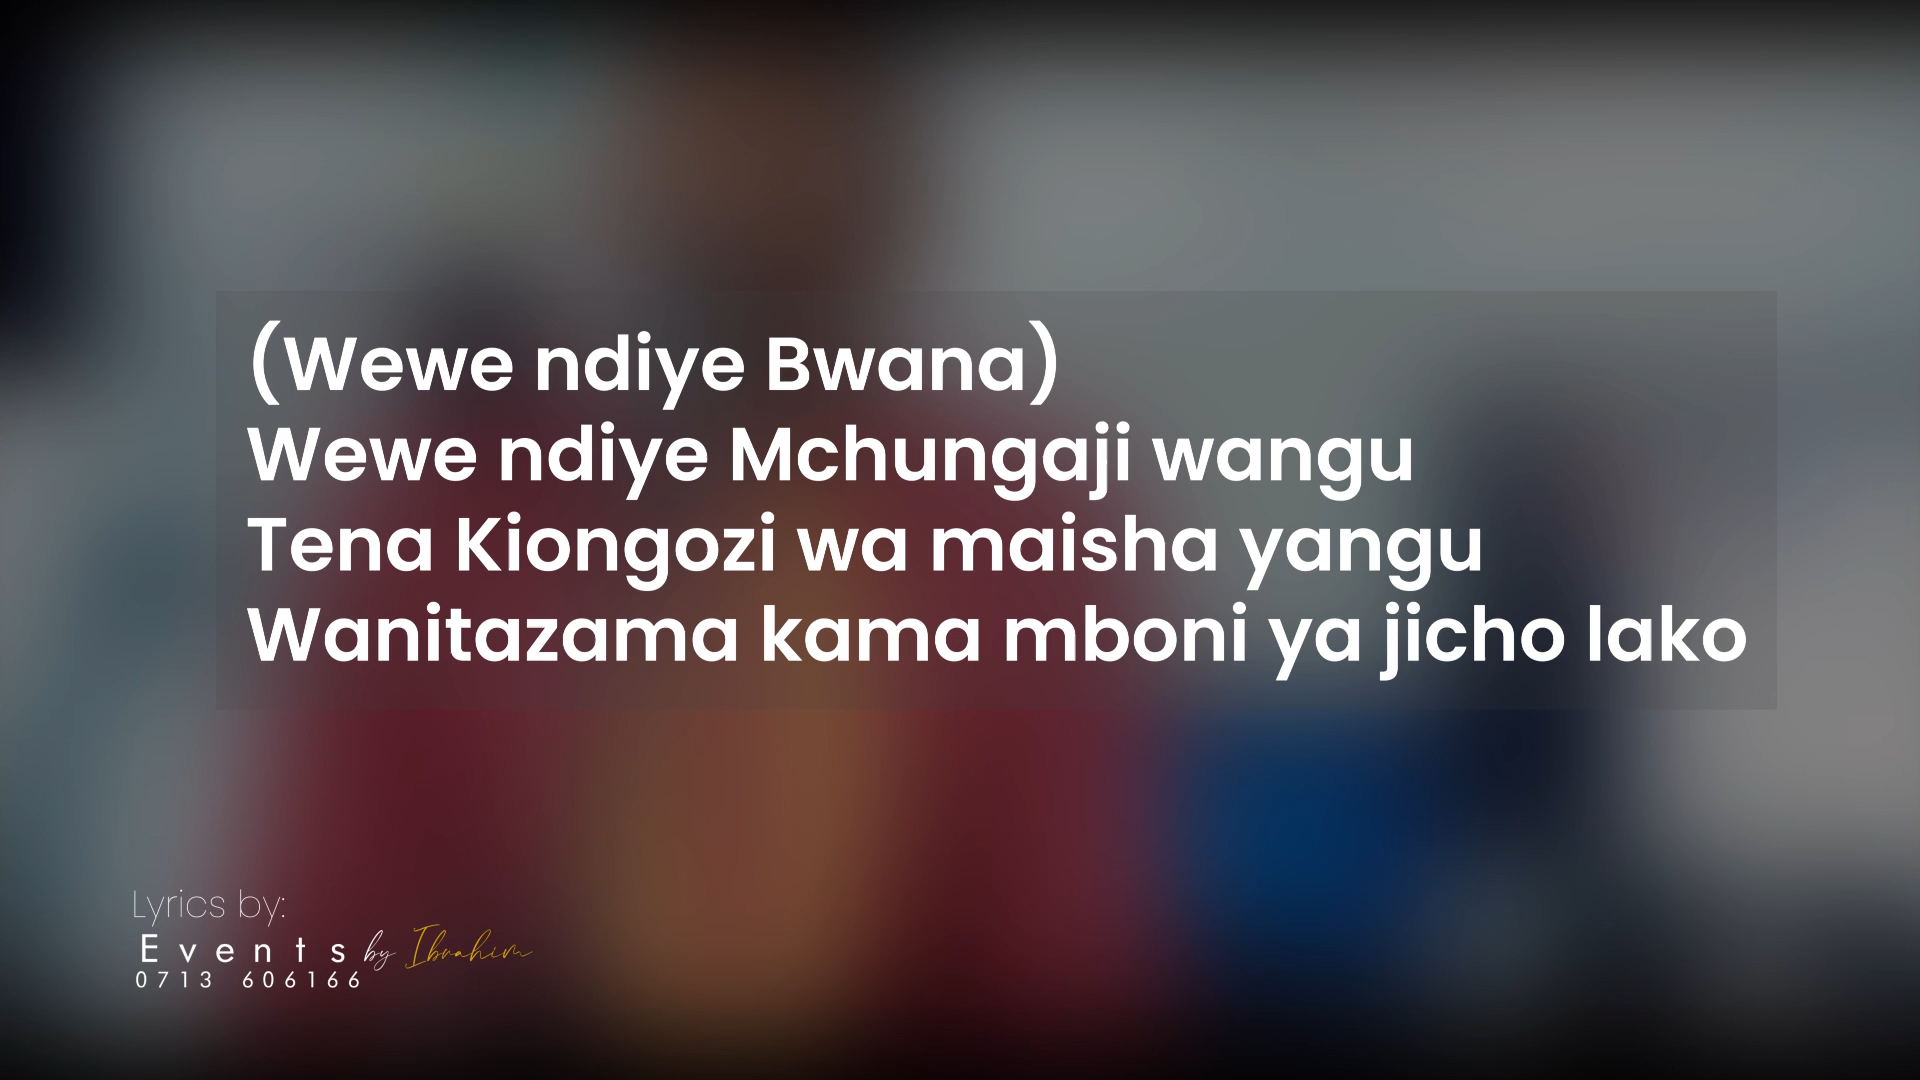 (Wewe ndiye Bwana)
Wewe ndiye Mchungaji wangu
Tena Kiongozi wa maisha yangu
Wanitazama kama mboni ya jicho lako
Lyrics by:
Events by Ibrahim
0713 606166